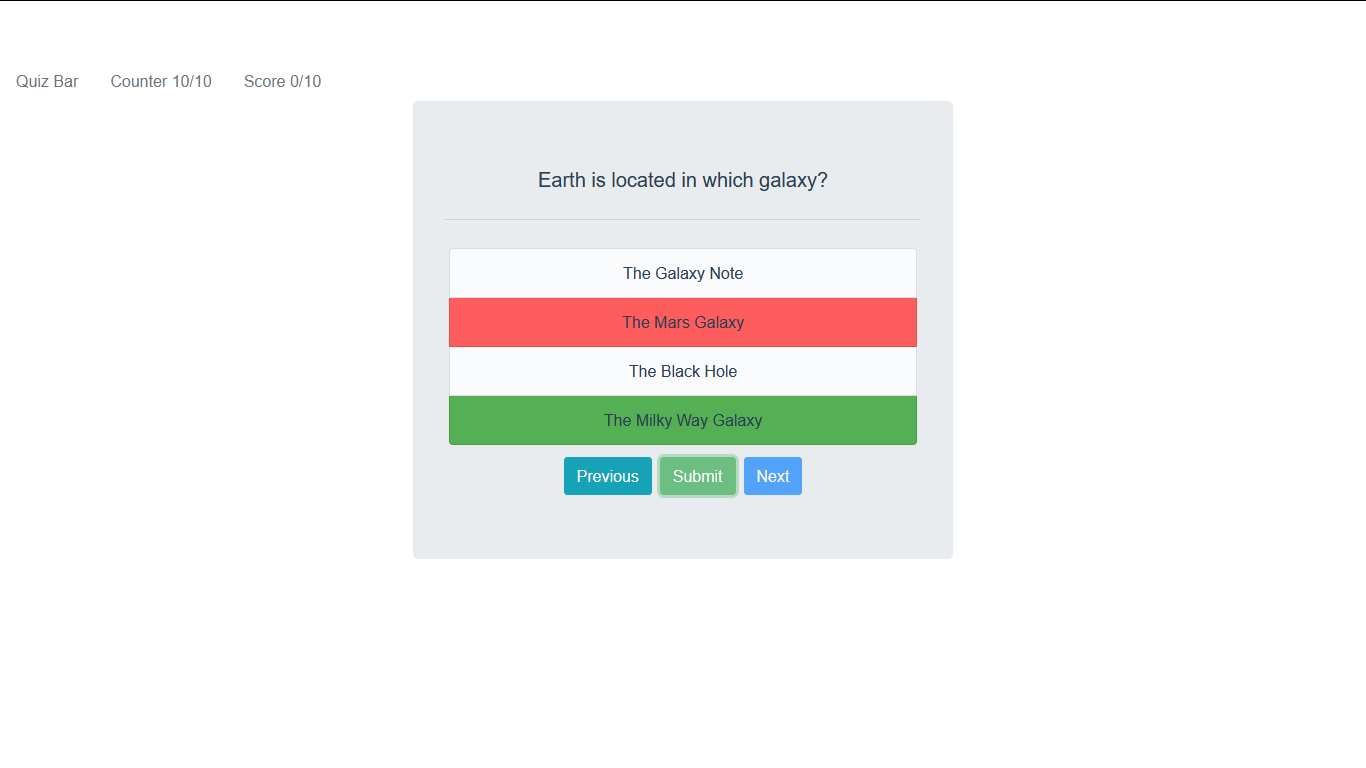 Quiz Bar Counter 10/10 Score 0/10
Earth is located in which galaxy?
The Galaxy Note
The Mars Galaxy
The Black Hole
The Milky Way Galaxy
Previous Submit Next